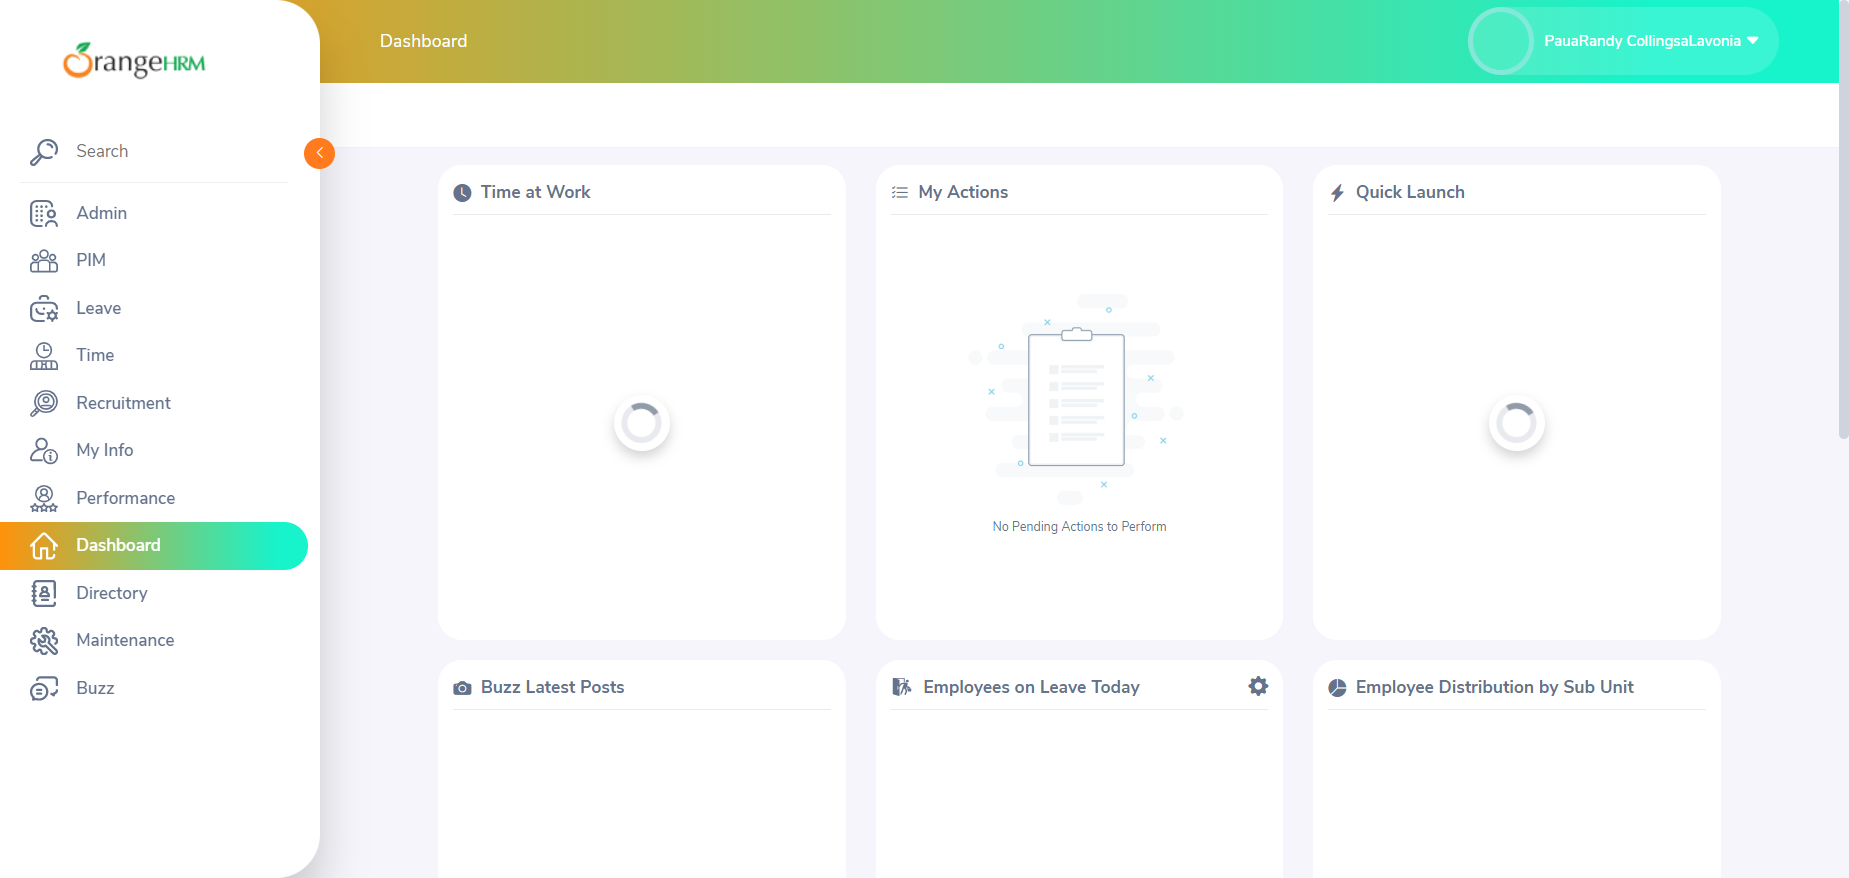 OrangeHRM
Dashboard
PauaRandy CollingsaLavonia
Search
Admin
PIM
Leave
Time
Recruitment
My Info
Performance
Dashboard
Directory
Maintenance
Buzz
Time at Work
My Actions
No Pending Actions to Perform
Quick Launch
Buzz Latest Posts
Employees on Leave Today
Employee Distribution by Sub Unit